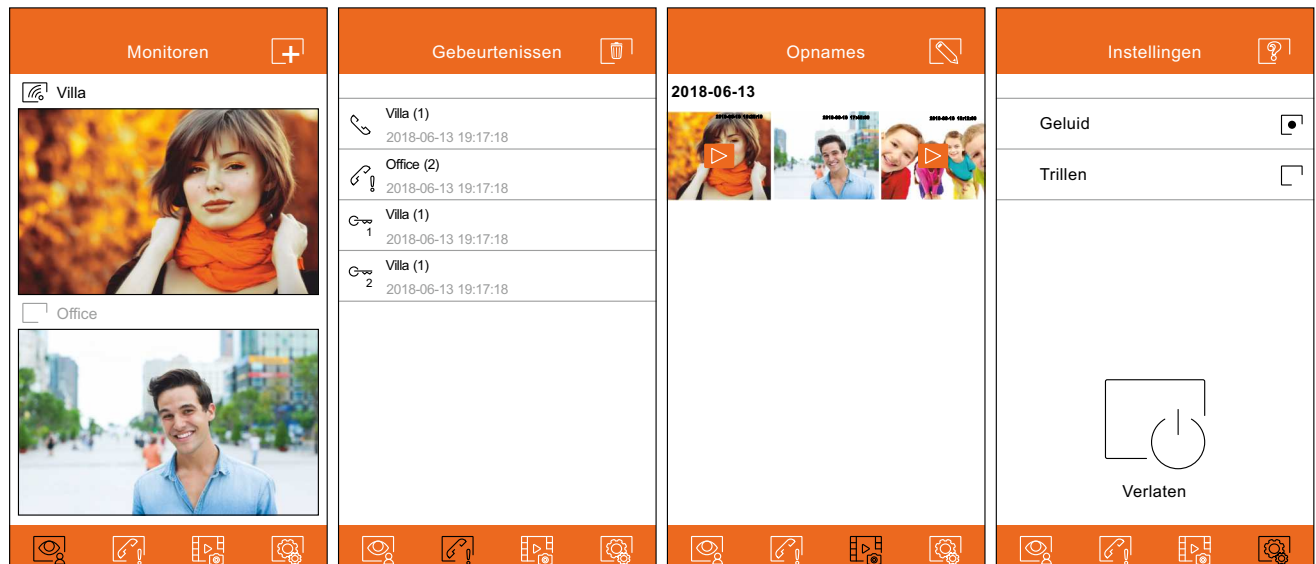 Monitoren
Villa
Office
Gebeurtenissen
Villa (1)
2018-06-13 19:17:18
Office (2)
2018-06-13 19:17:18
1
Villa (1)
2018-06-13 19:17:18
2
Villa (1)
2018-06-13 19:17:18
Opnames
2018-06-13
Instellingen
Geluid
Trillen
Verlaten